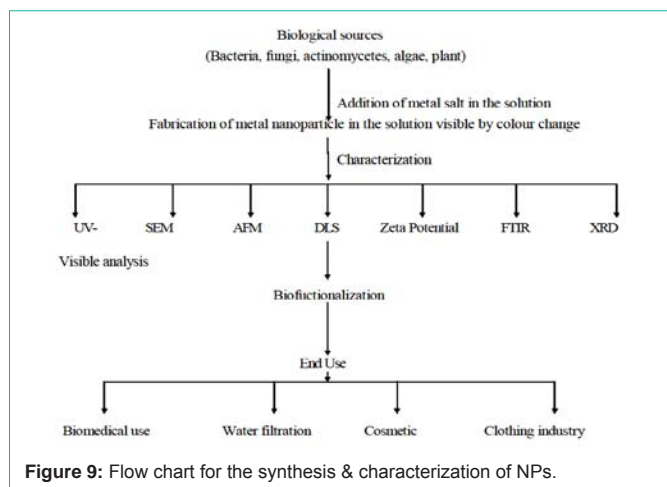 Biological sources
(Bacteria, fungi, actinomycetes, algae, plant)
Addition of metal salt in the solution
Fabrication of metal nanoparticle in the solution visible by colour change
Characterization
UV- SEM AFM DLS Zeta Potential FTIR XRD
Visible analysis
Biofuctionalization
End Use
Biomedical use Water filtration Cosmetic Clothing industry
Figure 9: Flow chart for the synthesis & characterization of NPs.